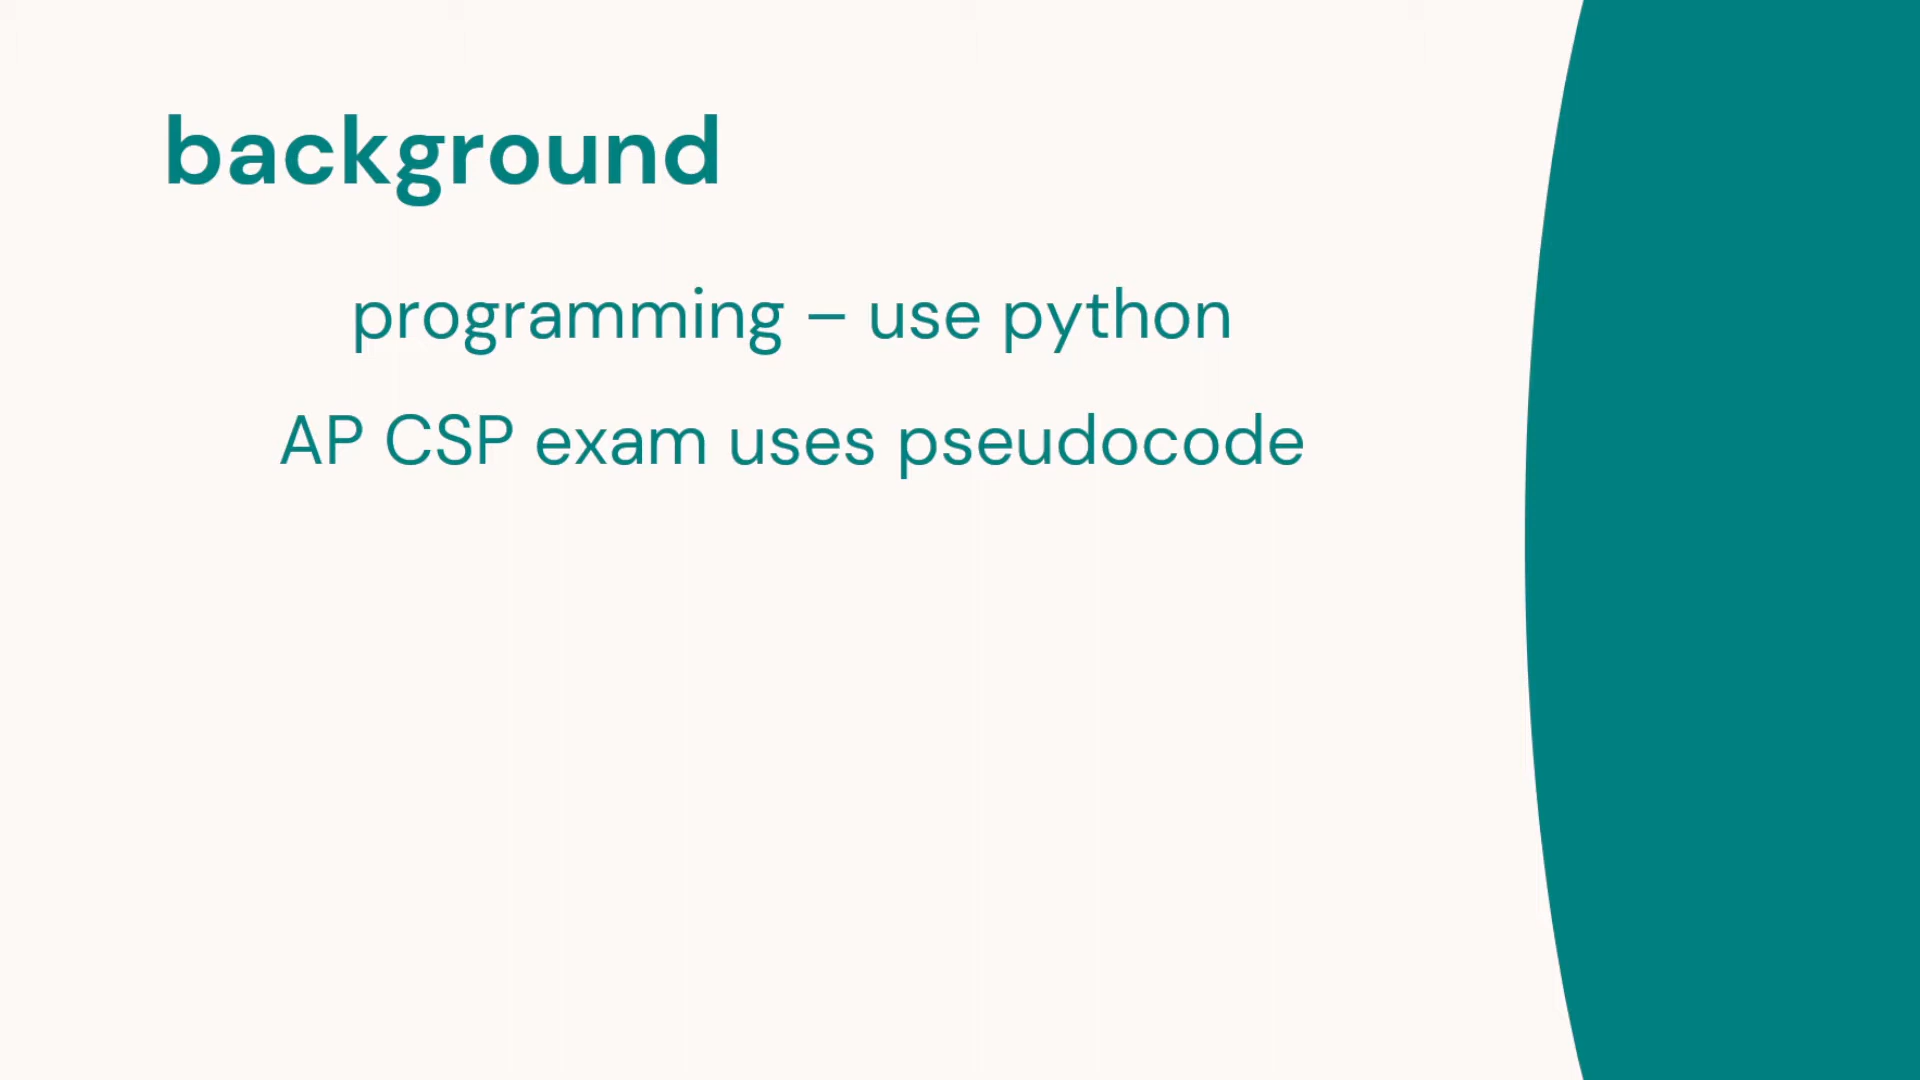 background
programming – use python
AP CSP exam uses pseudocode